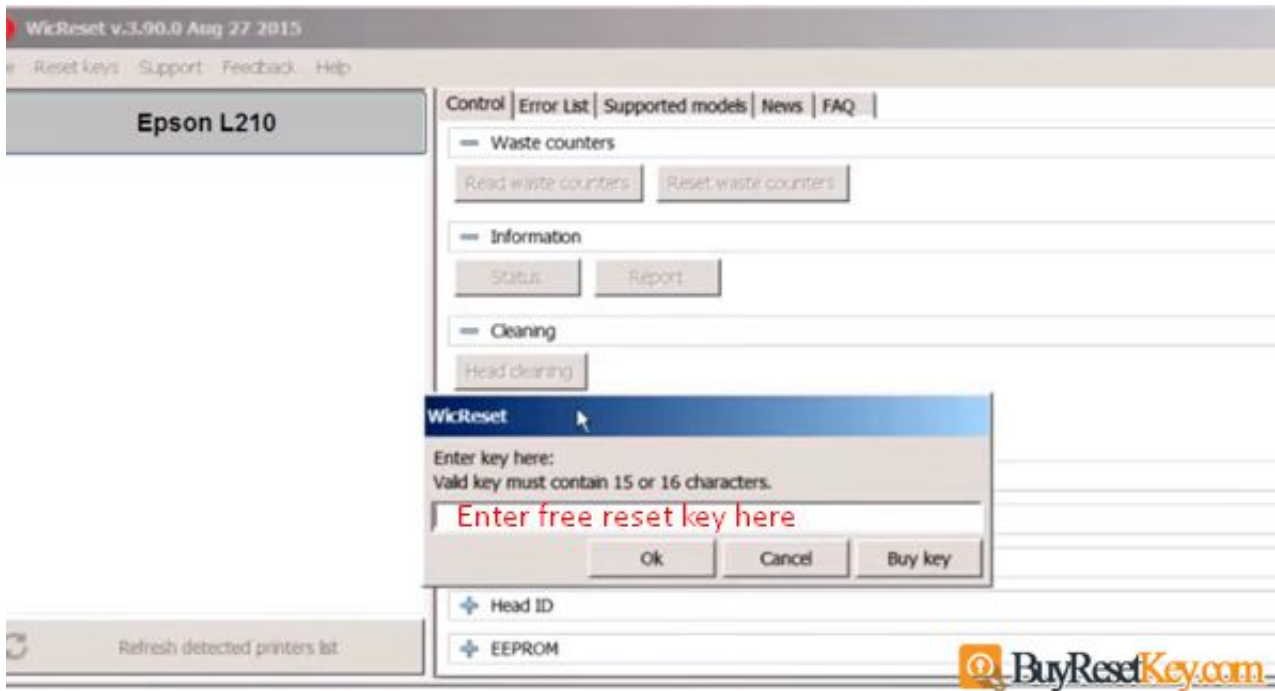 WicReset v.3.90.0 Aug 27 2015
Reset keys Support Feedback Help
Epson L210
Control Error List Supported models News FAQ
Waste counters
Read waste counters Reset waste counters
Information
Status Report
Cleaning
Head cleaning
WicReset
Enter key here:
Valid key must contain 15 or 16 characters.
Enter free reset key here
Ok Cancel Buy key
Head ID
Refresh detected printers list
EEPROM
BuyResetKey.com